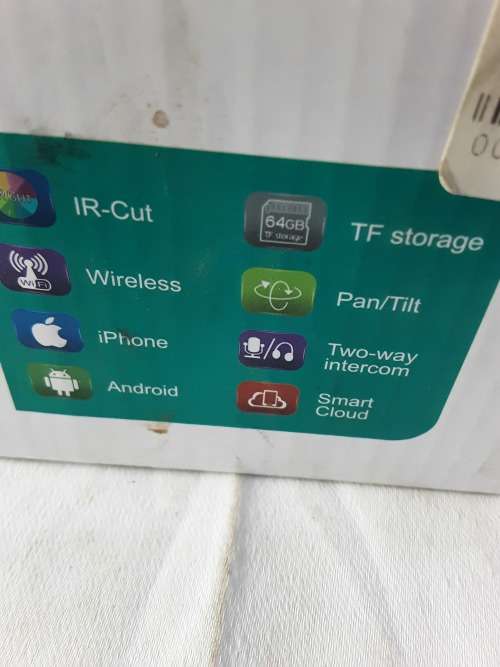 IR-Cut
Wireless
WiFi
iPhone
Android
64GB
TF storage
TF storage
Pan/Tilt
Two-way
intercom
Smart
Cloud